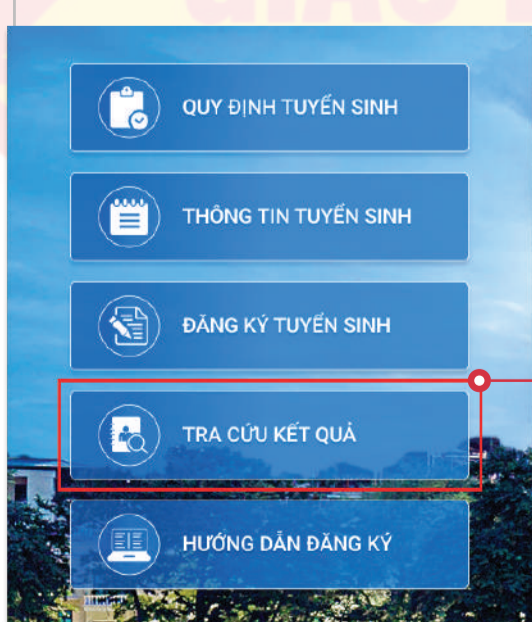 QUY ĐỊNH TUYỂN SINH
THÔNG TIN TUYỂN SINH
ĐĂNG KÝ TUYỂN SINH
TRA CỨU KẾT QUẢ
HƯỚNG DẪN ĐĂNG KÝ